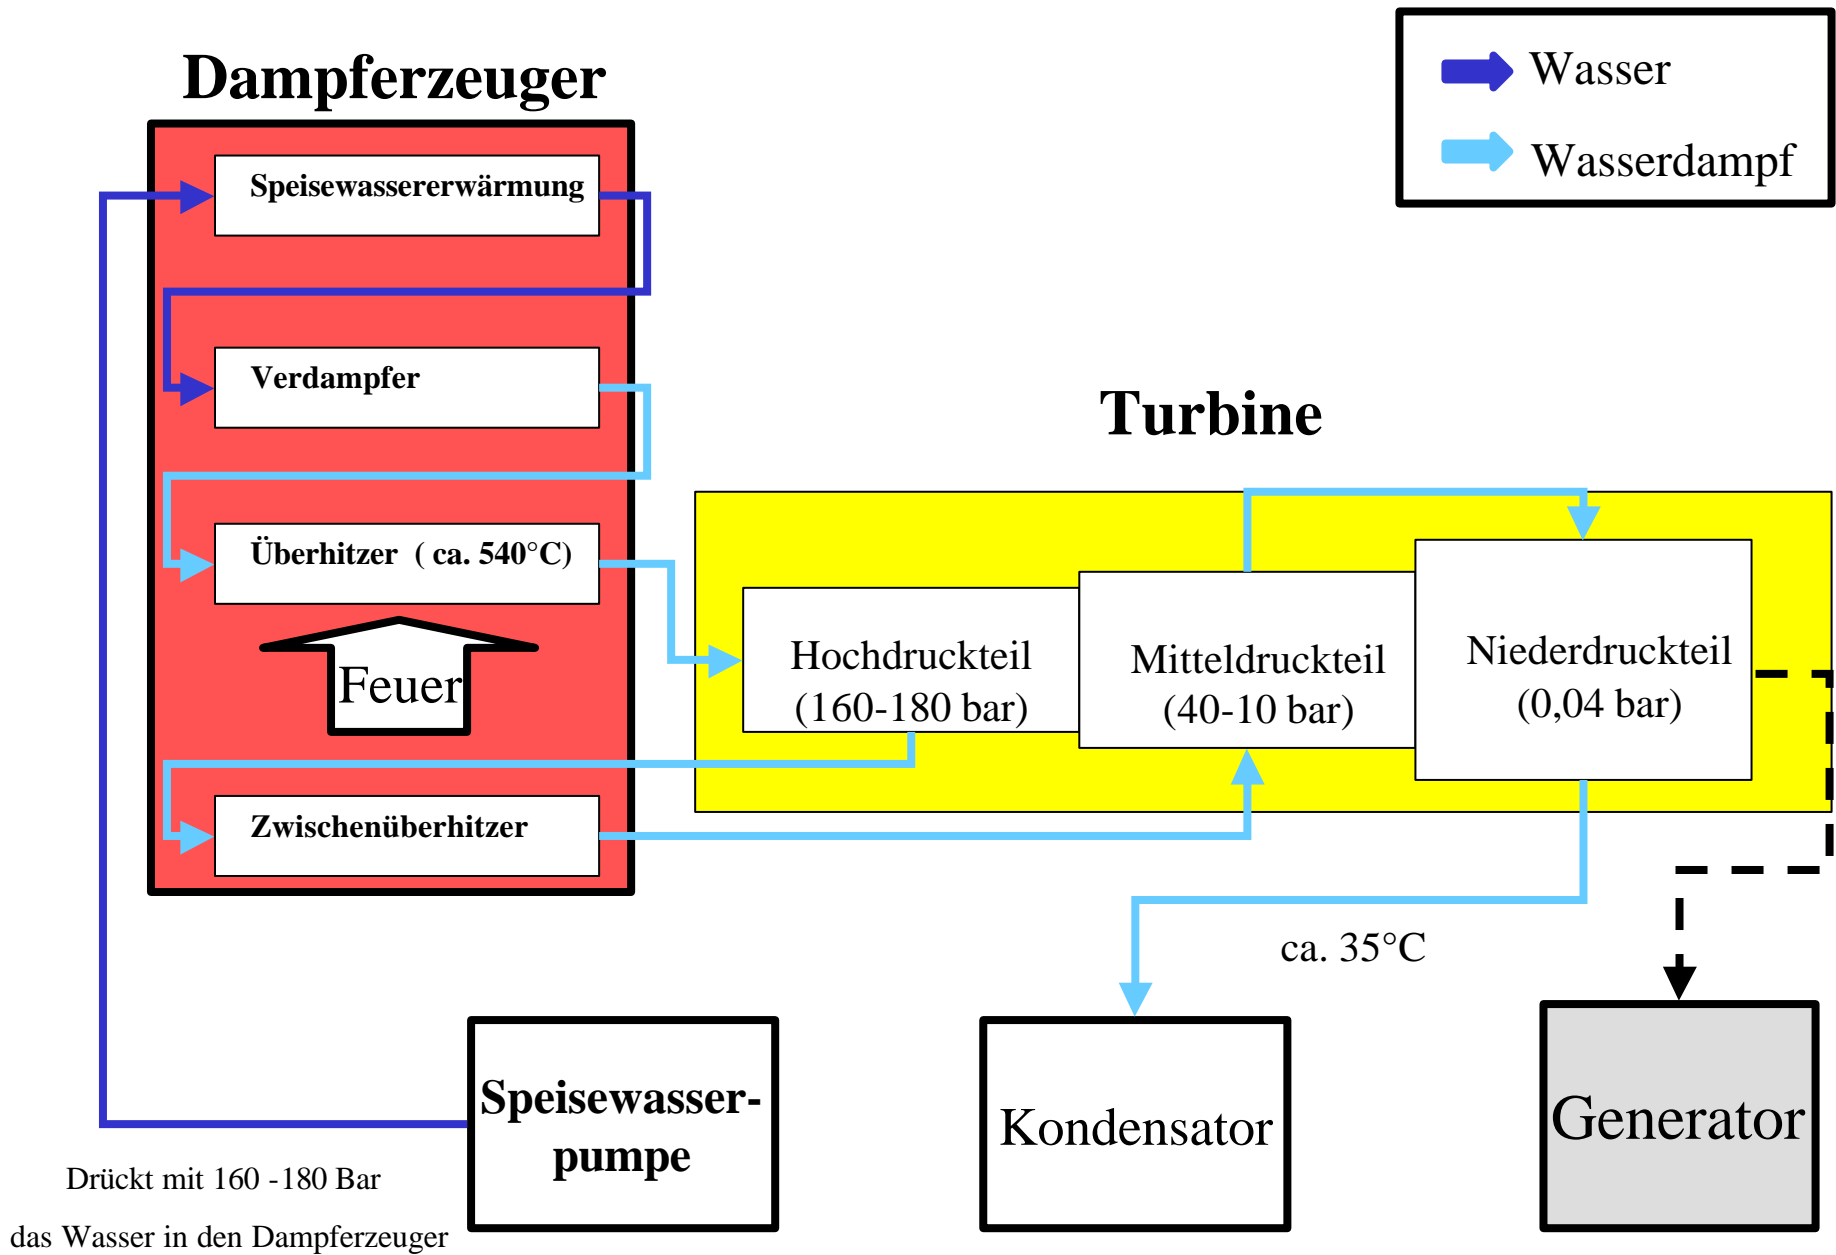 Dampferzeuger
Wasser
Wasserdampf
Speisewassererwärmung
Verdampfer
Turbine
Überhitzer ( ca. 540°C)
Feuer
Hochdruckteil
(160-180 bar)
Mitteldruckteil
(40-10 bar)
Niederdruckteil
(0,04 bar)
Zwischenüberhitzer
ca. 35°C
Speisewasser-
pumpe
Kondensator
Generator
Drückt mit 160 -180 Bar
das Wasser in den Dampferzeuger